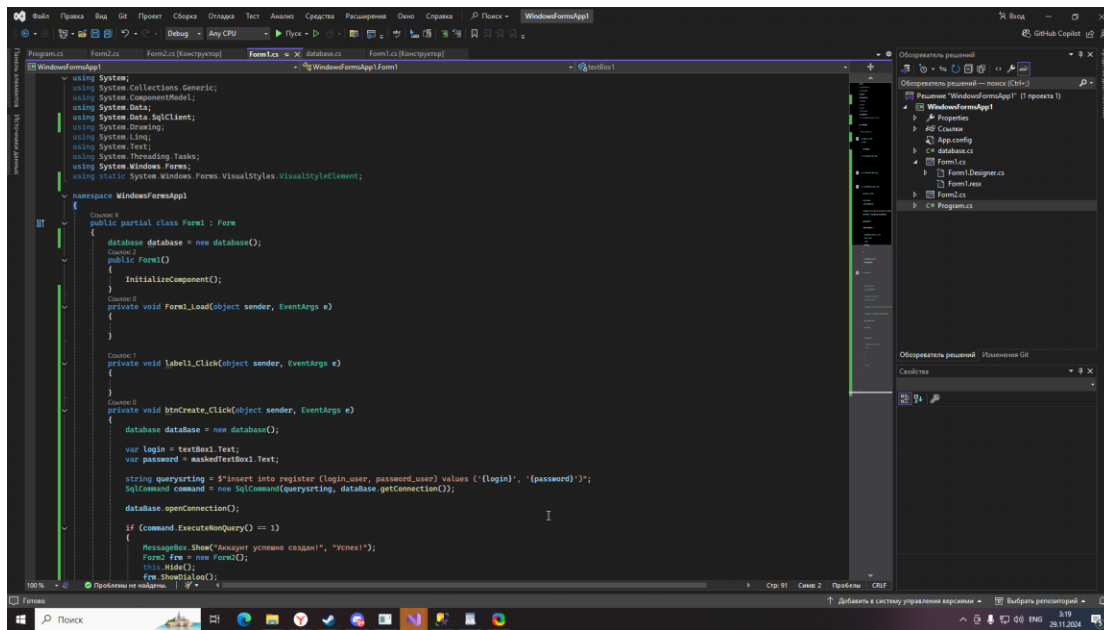 Файл Правка Вид Git Проект Сборка Отладка Тест Анализ Средства Расширения Окно Справка Поиск WindowsFormsApp1 Вход
Debug Any CPU Пуск GitHub Copilot
Program.cs Form2.cs Form2.cs [Конструктор] Form1.cs database.cs Form1.cs [Конструктор]
WindowsFormsApp1 WindowsFormsApp1.Form1 textBox1
Панель элементов
Источники данных
using System;
using System.Collections.Generic;
using System.ComponentModel;
using System.Data;
using System.Data.SqlClient;
using System.Drawing;
using System.Linq;
using System.Text;
using System.Threading.Tasks;
using System.Windows.Forms;
using static System.Windows.Forms.VisualStyles.VisualStyleElement;
namespace WindowsFormsApp1
{
Ссылок: 6
public partial class Form1 : Form
{
database database = new database();
Ссылок: 2
public Form1()
{
InitializeComponent();
}
Ссылок: 0
private void Form1_Load(object sender, EventArgs e)
{
}
Ссылок: 1
private void label1_Click(object sender, EventArgs e)
{
}
Ссылок: 0
private void btnCreate_Click(object sender, EventArgs e)
{
database dataBase = new database();
var login = textBox1.Text;
var password = maskedTextBox1.Text;
string querysrting = $"insert into register (login_user, password_user) values ('{login}', '{password}')";
SqlCommand command = new SqlCommand(querysrting, dataBase.getConnection());
dataBase.openConnection();
if (command.ExecuteNonQuery() == 1)
{
MessageBox.Show("Аккаунт успешно создан!", "Успех!");
Form2 frm = new Form2();
this.Hide();
frm.ShowDialog();
100 % Проблемы не найдены. Стр: 91 Симв: 2 Пробелы CRLF
Обозреватель решений
Обозреватель решений — поиск (Ctrl+;)
Решение "WindowsFormsApp1" (1 проекта 1)
WindowsFormsApp1
Properties
Ссылки
App.config
C# database.cs
Form1.cs
Form1.Designer.cs
Form1.resx
Form2.cs
C# Program.cs
Обозреватель решений Изменения Git
Свойства
Готово Добавить в систему управления версиями Выбрать репозиторий
Поиск ENG 3:19
29.11.2024